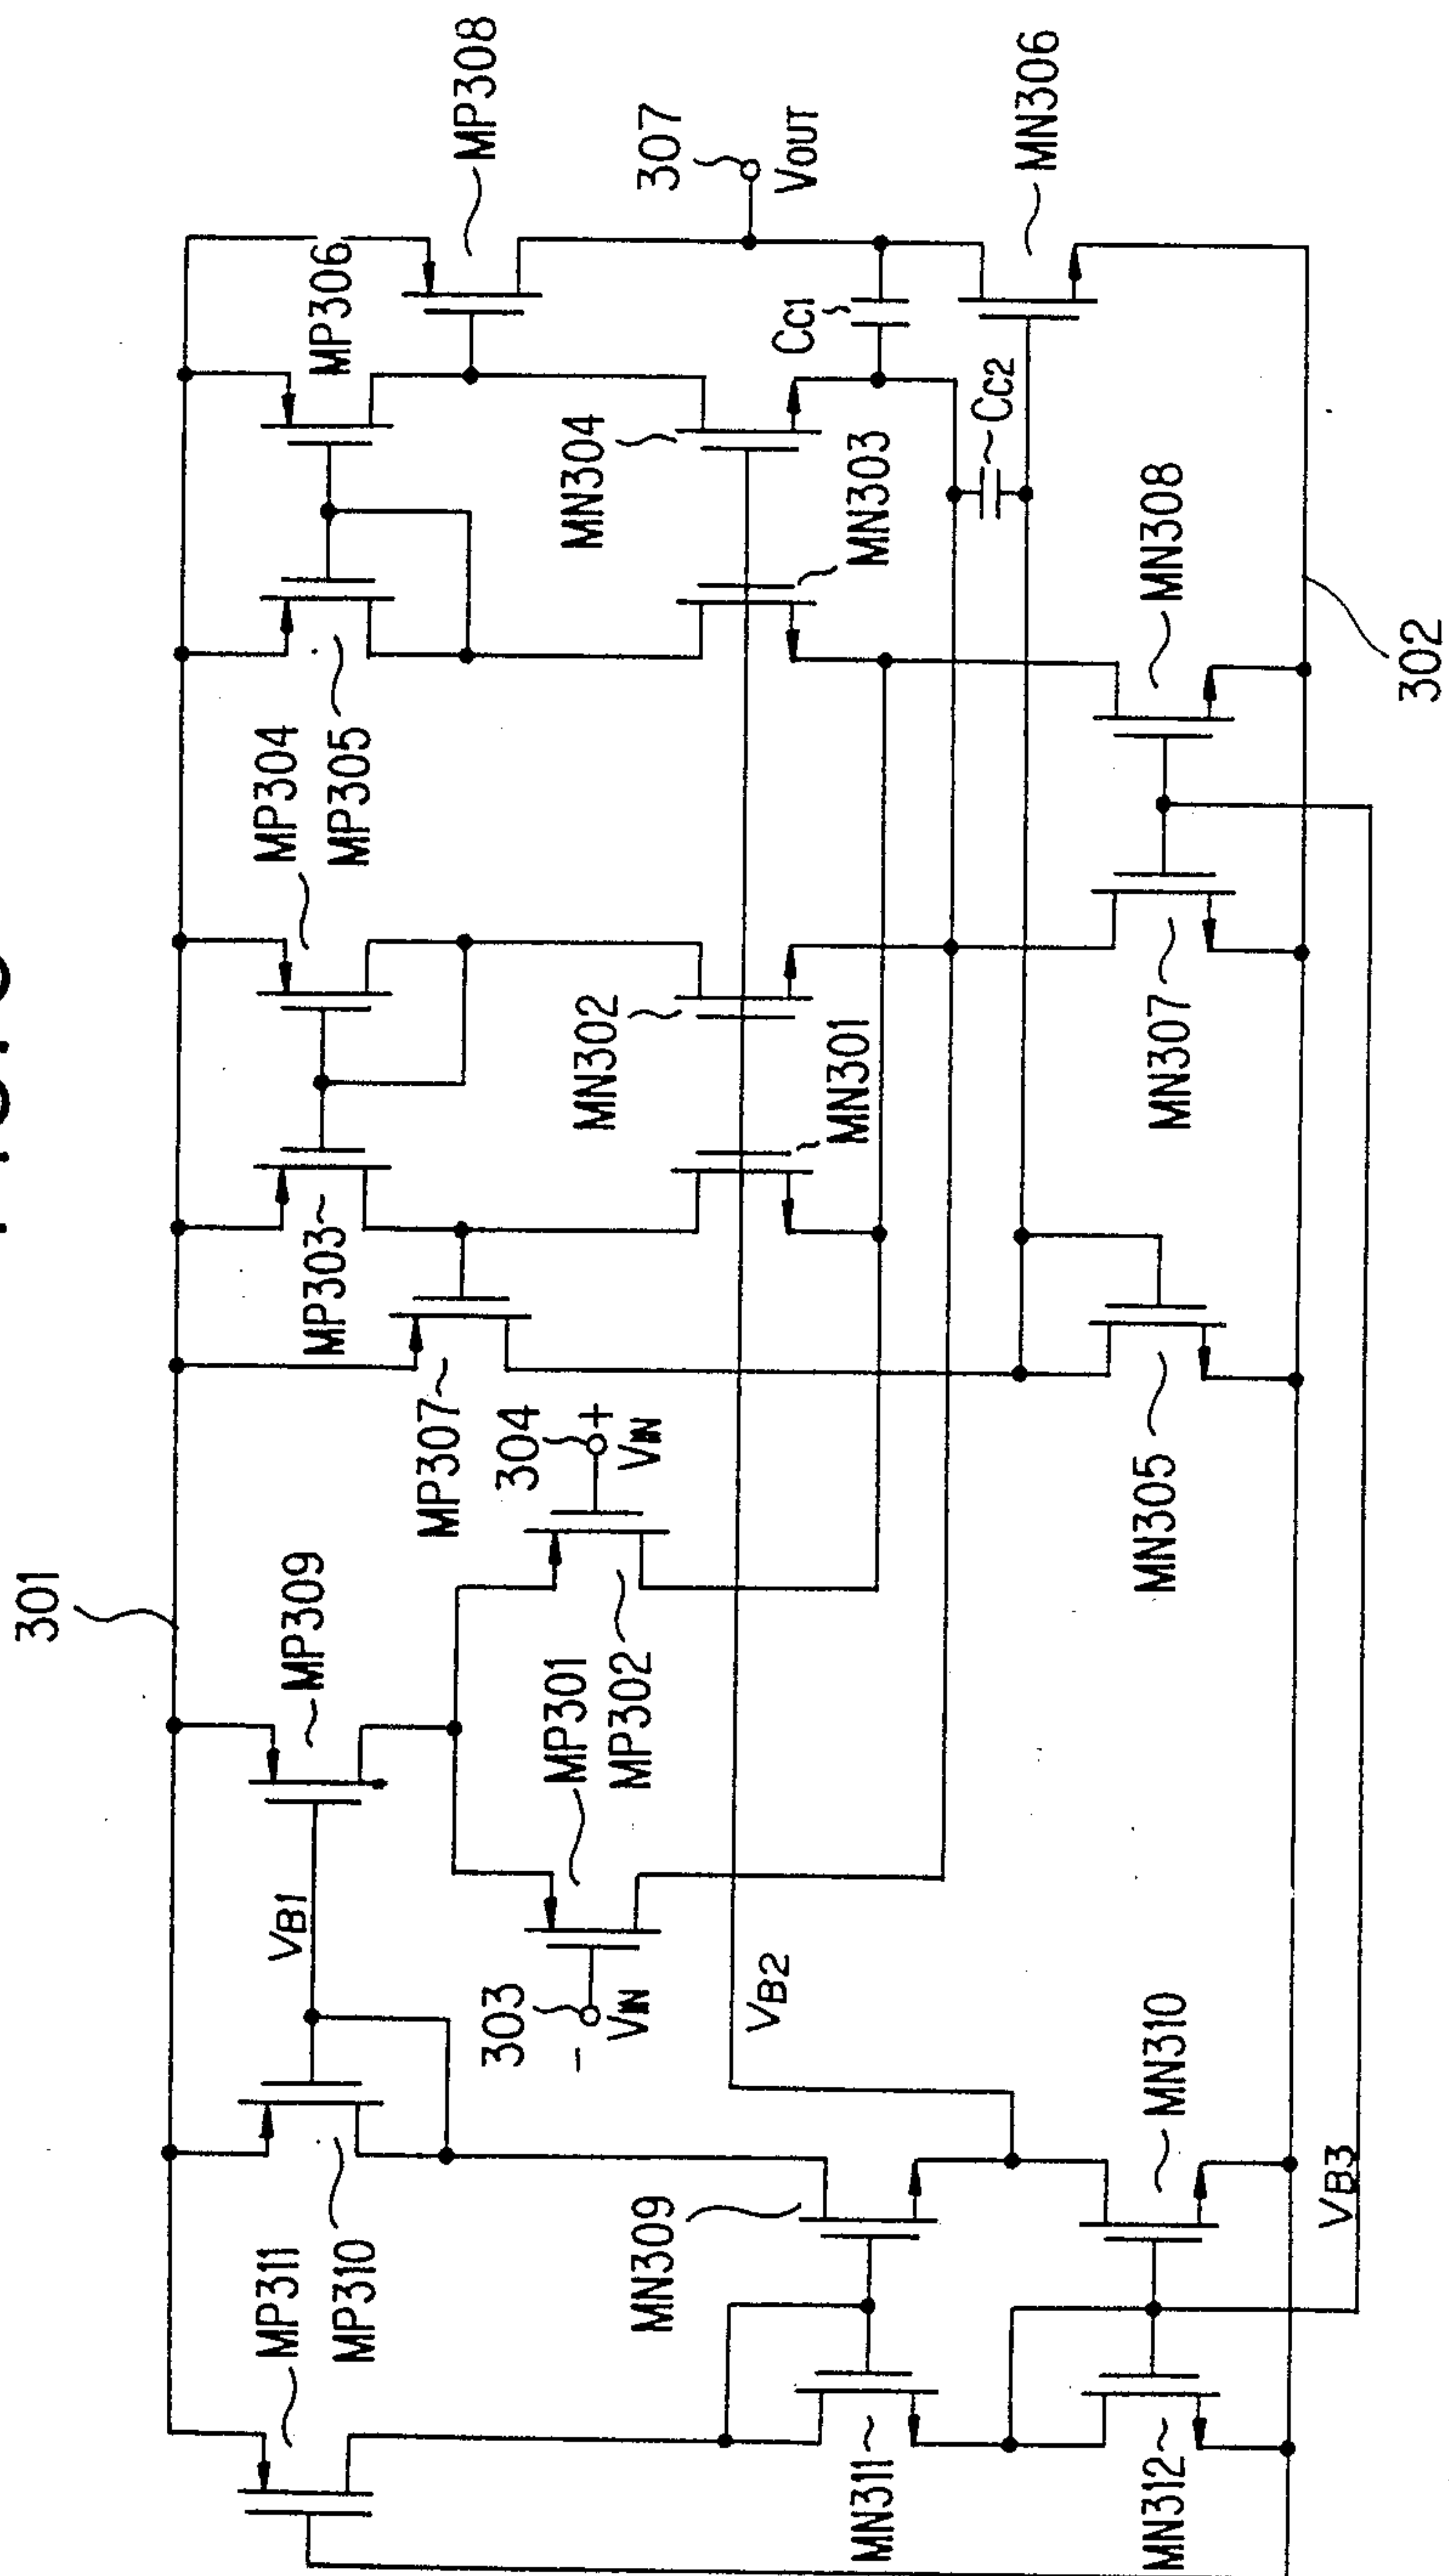 301
MP311
MP310
VB1
MP309
MP307
MP303
MP304
MP305
MP306
MP308
303
-
VIN
MP301
MP302
304
+
VIN
MN302
MN301
MN304
MN303
307
VOUT
CC1
CC2
MN306
MN309
VB2
MN311
MN312
MN310
VB3
MN305
MN307
MN308
302